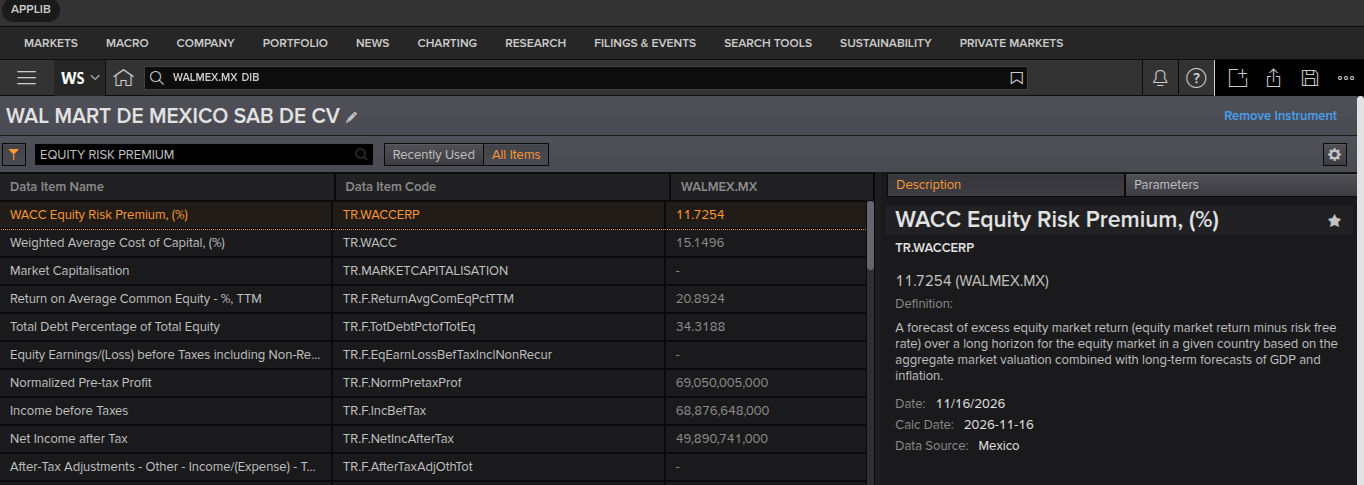 APPLIB
MARKETS MACRO COMPANY PORTFOLIO NEWS CHARTING RESEARCH FILINGS & EVENTS SEARCH TOOLS SUSTAINABILITY PRIVATE MARKETS
WS WALMEX.MX DIB
WAL MART DE MEXICO SAB DE CV Remove Instrument
EQUITY RISK PREMIUM Recently Used All Items
Data Item Name Data Item Code WALMEX.MX
WACC Equity Risk Premium, (%) TR.WACCERP 11.7254
Weighted Average Cost of Capital, (%) TR.WACC 15.1496
Market Capitalisation TR.MARKETCAPITALISATION -
Return on Average Common Equity - %, TTM TR.F.ReturnAvgComEqPctTTM 20.8924
Total Debt Percentage of Total Equity TR.F.TotDebtPctofTotEq 34.3188
Equity Earnings/(Loss) before Taxes including Non-Re... TR.F.EqEarnLossBefTaxInclNonRecur -
Normalized Pre-tax Profit TR.F.NormPretaxProf 69,050,005,000
Income before Taxes TR.F.IncBefTax 68,876,648,000
Net Income after Tax TR.F.NetIncAfterTax 49,890,741,000
After-Tax Adjustments - Other - Income/(Expense) - T... TR.F.AfterTaxAdjOthTot -
Description Parameters
WACC Equity Risk Premium, (%)
TR.WACCERP
11.7254 (WALMEX.MX)
Definition:
A forecast of excess equity market return (equity market return minus risk free
rate) over a long horizon for the equity market in a given country based on the
aggregate market valuation combined with long-term forecasts of GDP and
inflation.
Date: 11/16/2026
Calc Date: 2026-11-16
Data Source: Mexico